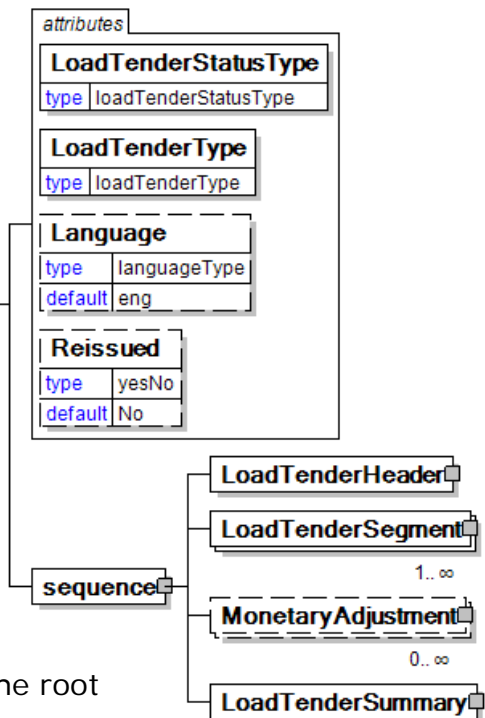 attributes
LoadTenderStatusType
type loadTenderStatusType
LoadTenderType
type loadTenderType
Language
type languageType
default eng
Reissued
type yesNo
default No
LoadTenderHeader
LoadTenderSegment
1..∞
sequence
MonetaryAdjustment
0..∞
root
LoadTenderSummary